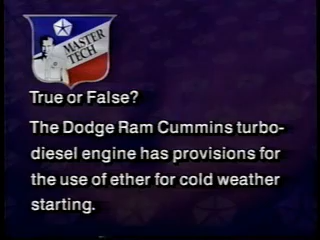 MASTER
TECH
True or False?
The Dodge Ram Cummins turbo-
diesel engine has provisions for
the use of ether for cold weather
starting.